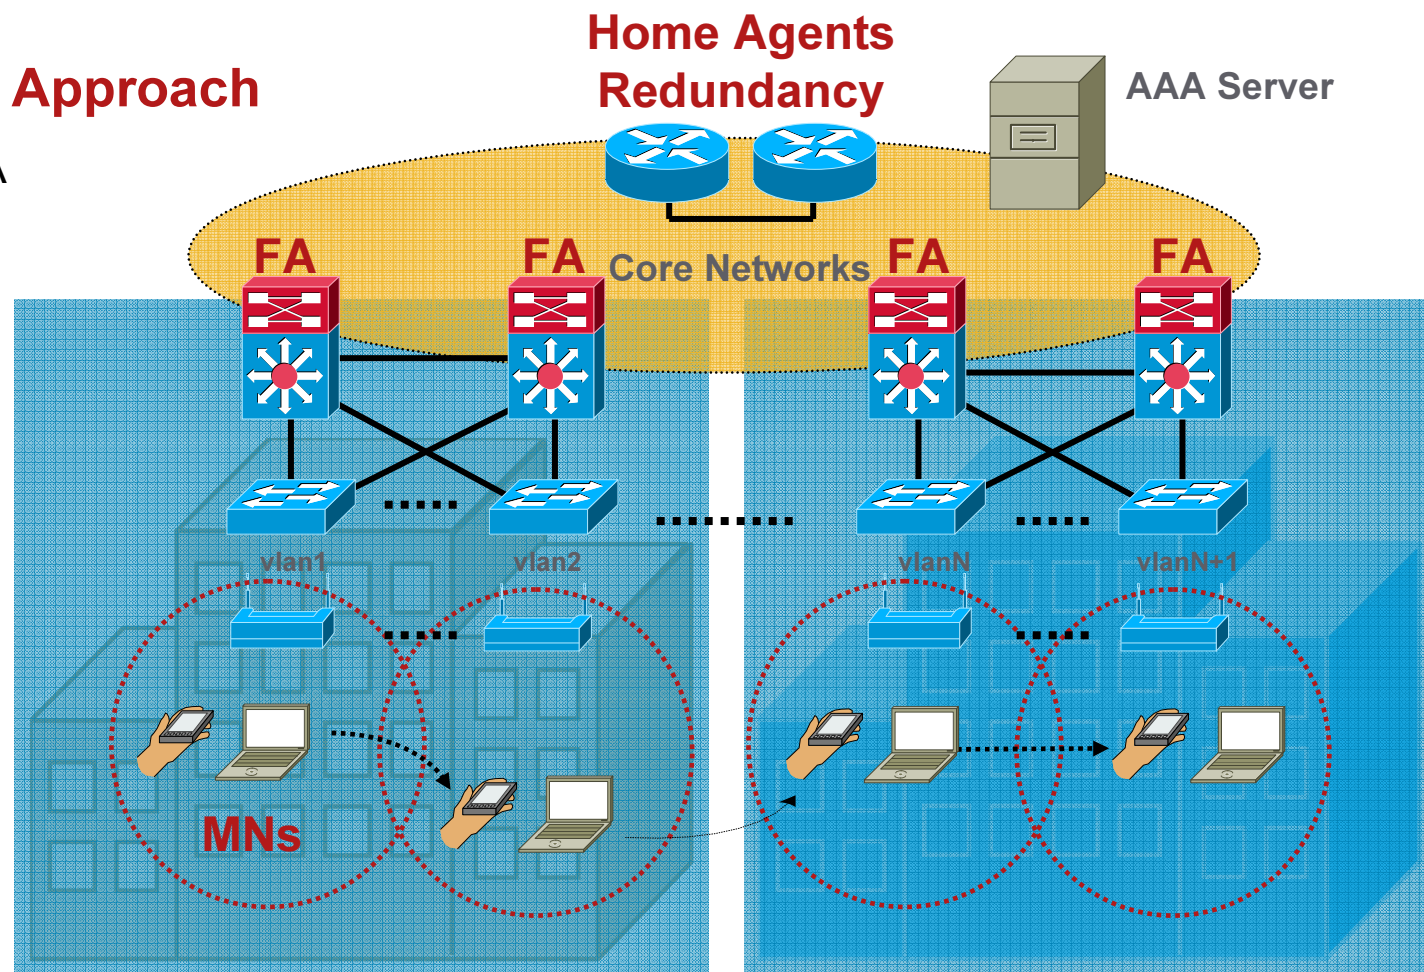 Home Agents
Redundancy
Approach
AAA Server
A
FA
FA
FA
FA
Core Networks
vlan1
vlan2
vlanN
vlanN+1
MNs